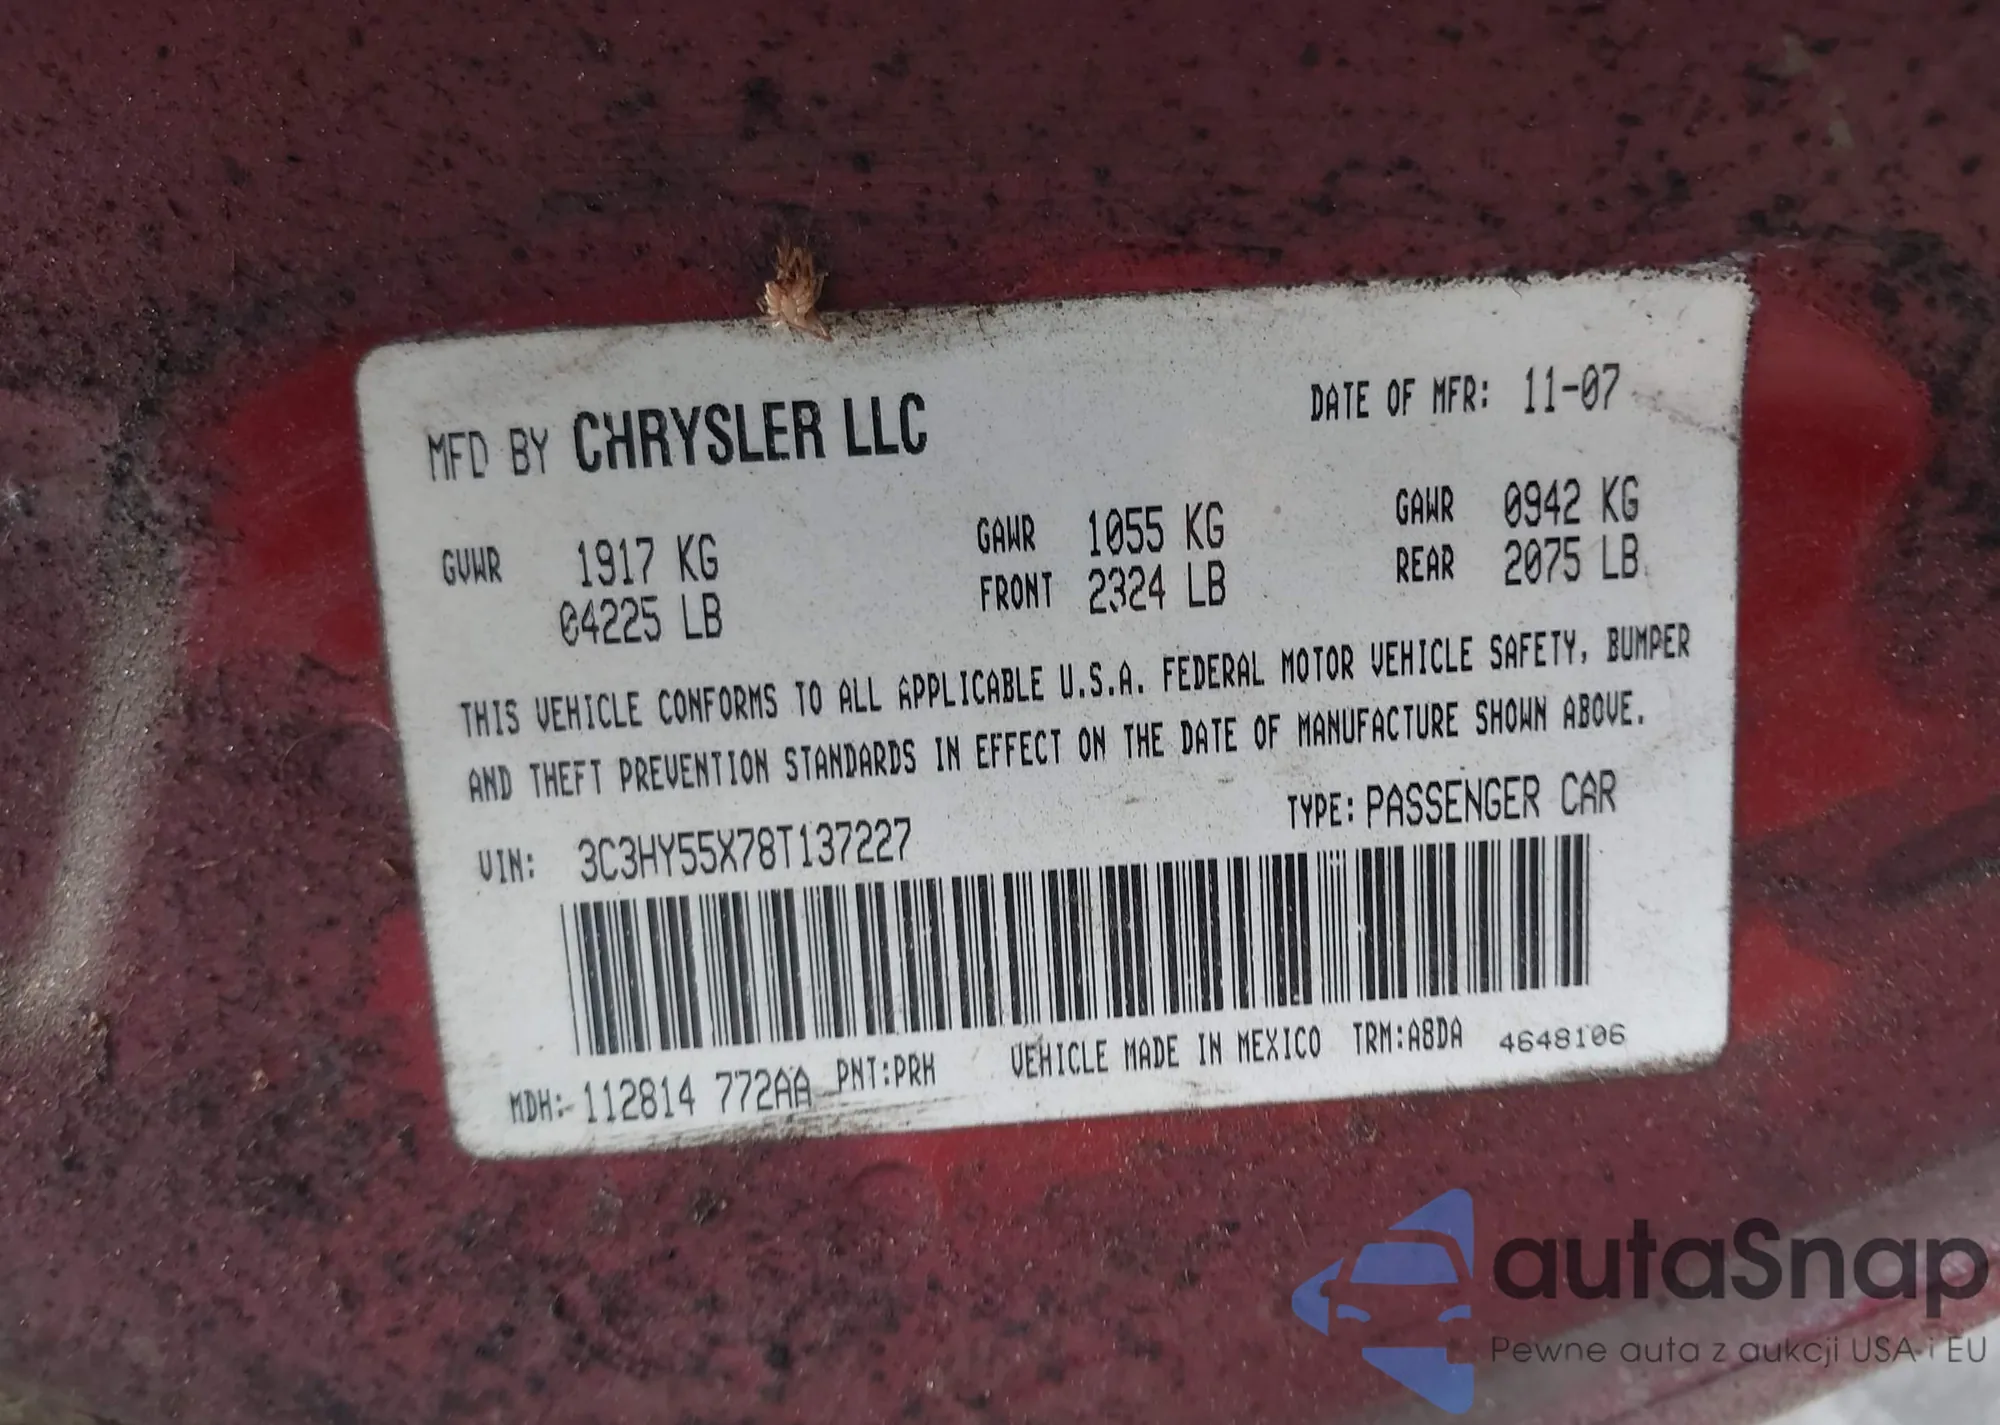 MFD BY CHRYSLER LLC DATE OF MFR: 11-07
GVWR 1917 KG GAWR 1055 KG GAWR 0942 KG
04225 LB FRONT 2324 LB REAR 2075 LB
THIS VEHICLE CONFORMS TO ALL APPLICABLE U.S.A. FEDERAL MOTOR VEHICLE SAFETY, BUMPER
AND THEFT PREVENTION STANDARDS IN EFFECT ON THE DATE OF MANUFACTURE SHOWN ABOVE.
VIN: 3C3HY55X78T137227 TYPE: PASSENGER CAR
MDH: 112814 772AA PNT:PRH VEHICLE MADE IN MEXICO TRM:A8DA 4648106
autaSnap
Pewne auta z aukcji USA i EU